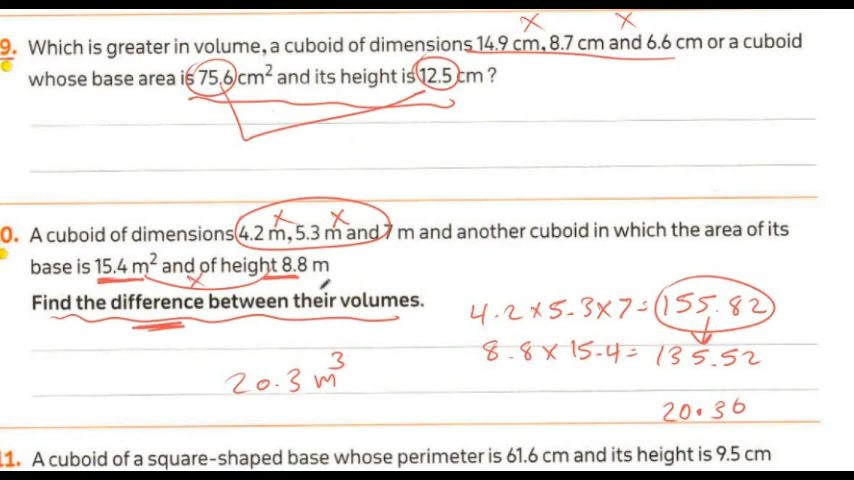 9. Which is greater in volume, a cuboid of dimensions 14.9 cm, 8.7 cm and 6.6 cm or a cuboid
whose base area is 75.6 cm² and its height is 12.5 cm ?
0. A cuboid of dimensions 4.2 m, 5.3 m and 7 m and another cuboid in which the area of its
base is 15.4 m² and of height 8.8 m
Find the difference between their volumes.
4.2 x 5-3 x 7 = 155.82
8.8 x 15-4 = 135.52
20.3 m³
20.30
11. A cuboid of a square-shaped base whose perimeter is 61.6 cm and its height is 9.5 cm